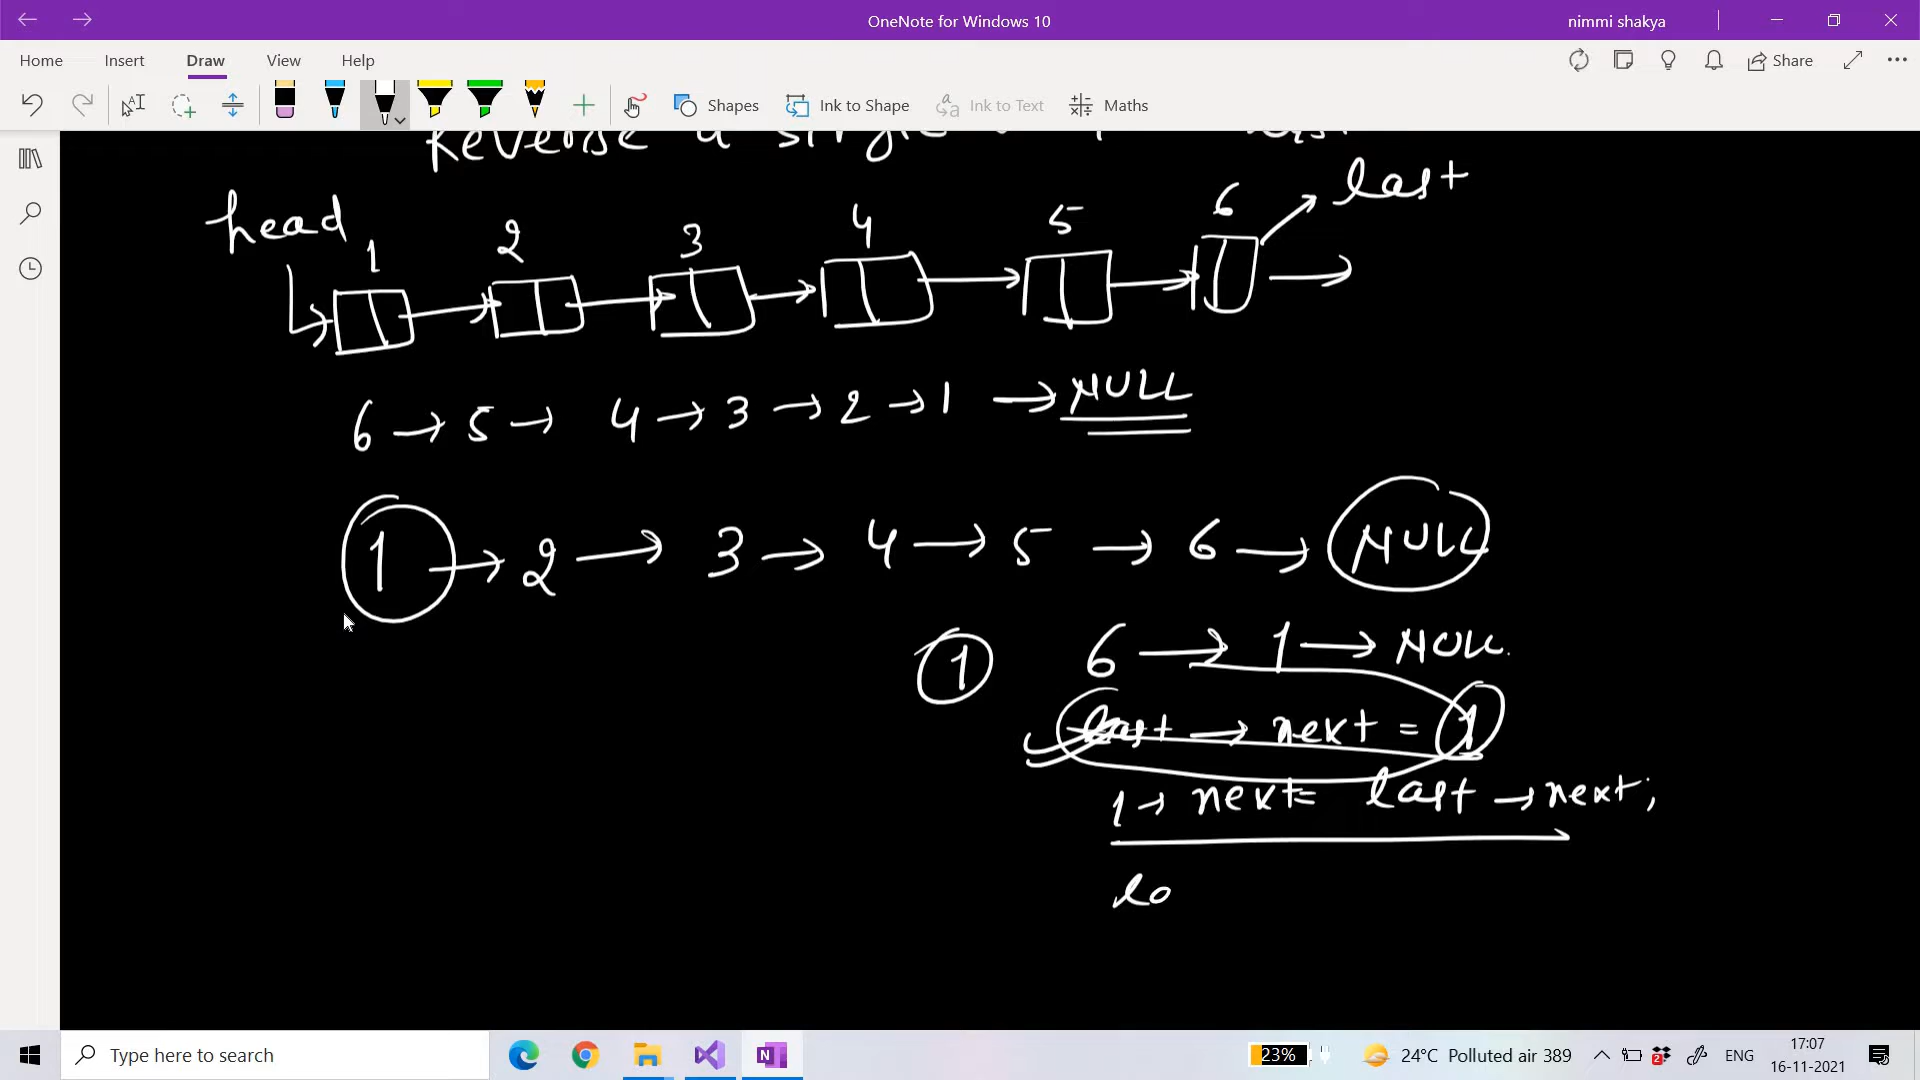 OneNote for Windows 10
nimmi shakya
Home Insert Draw View Help
Share
Shapes Ink to Shape Ink to Text Maths
Reverse a
head
last
1 2 3 4 5 6
6 → 5 → 4 → 3 → 2 → 1 → NULL
1 → 2 → 3 → 4 → 5 → 6 → NULL
1 6 → 1 → NULL
last → next = 1
1 → next = last → next;
Type here to search
23%
24°C Polluted air 389
ENG
17:07
16-11-2021